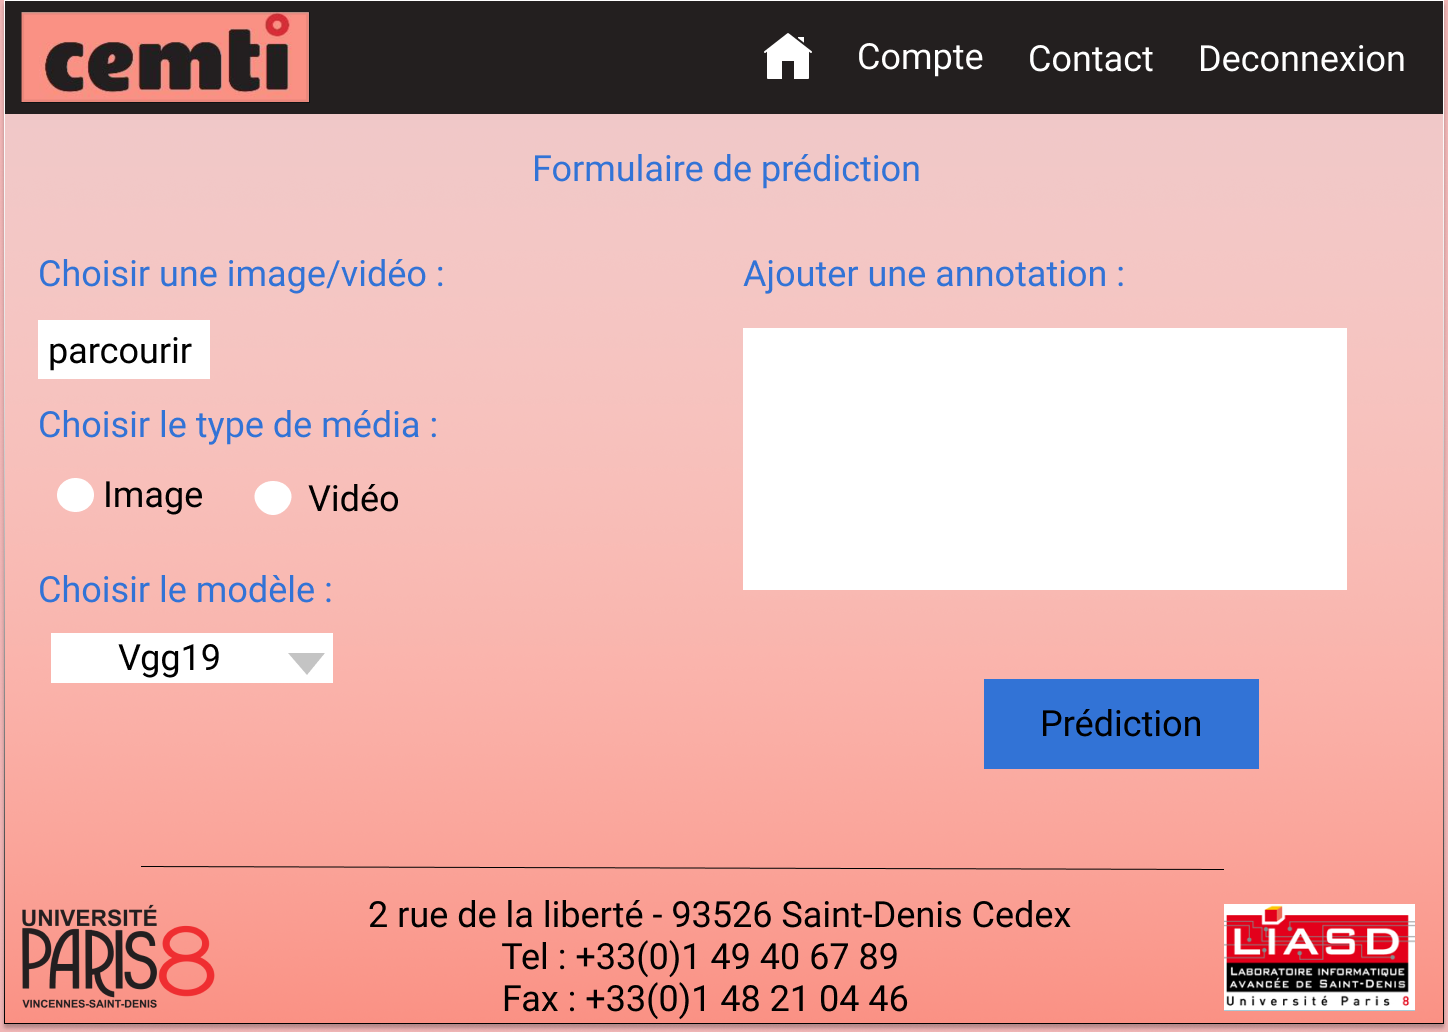 cemti
Compte
Contact
Deconnexion
Formulaire de prédiction
Choisir une image/vidéo :
parcourir
Choisir le type de média :
Image
Vidéo
Choisir le modèle :
Vgg19
Ajouter une annotation :
Prédiction
UNIVERSITÉ
PARIS8
VINCENNES-SAINT-DENIS
2 rue de la liberté - 93526 Saint-Denis Cedex
Tel : +33(0)1 49 40 67 89
Fax : +33(0)1 48 21 04 46
LIASD
LABORATOIRE INFORMATIQUE
AVANCÉE DE SAINT-DENIS
Université Paris 8